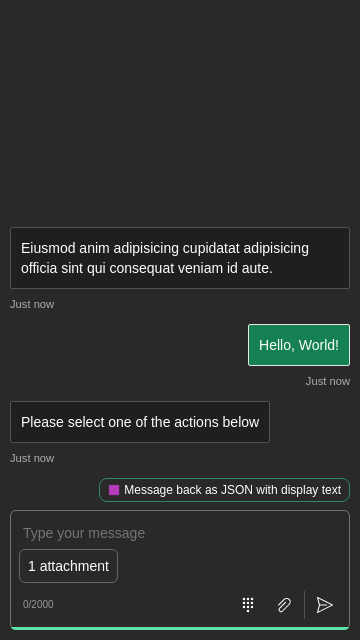 Eiusmod anim adipisicing cupidatat adipisicing
officia sint qui consequat veniam id aute.
Just now
Hello, World!
Just now
Please select one of the actions below
Just now
Message back as JSON with display text
Type your message
1 attachment
0/2000